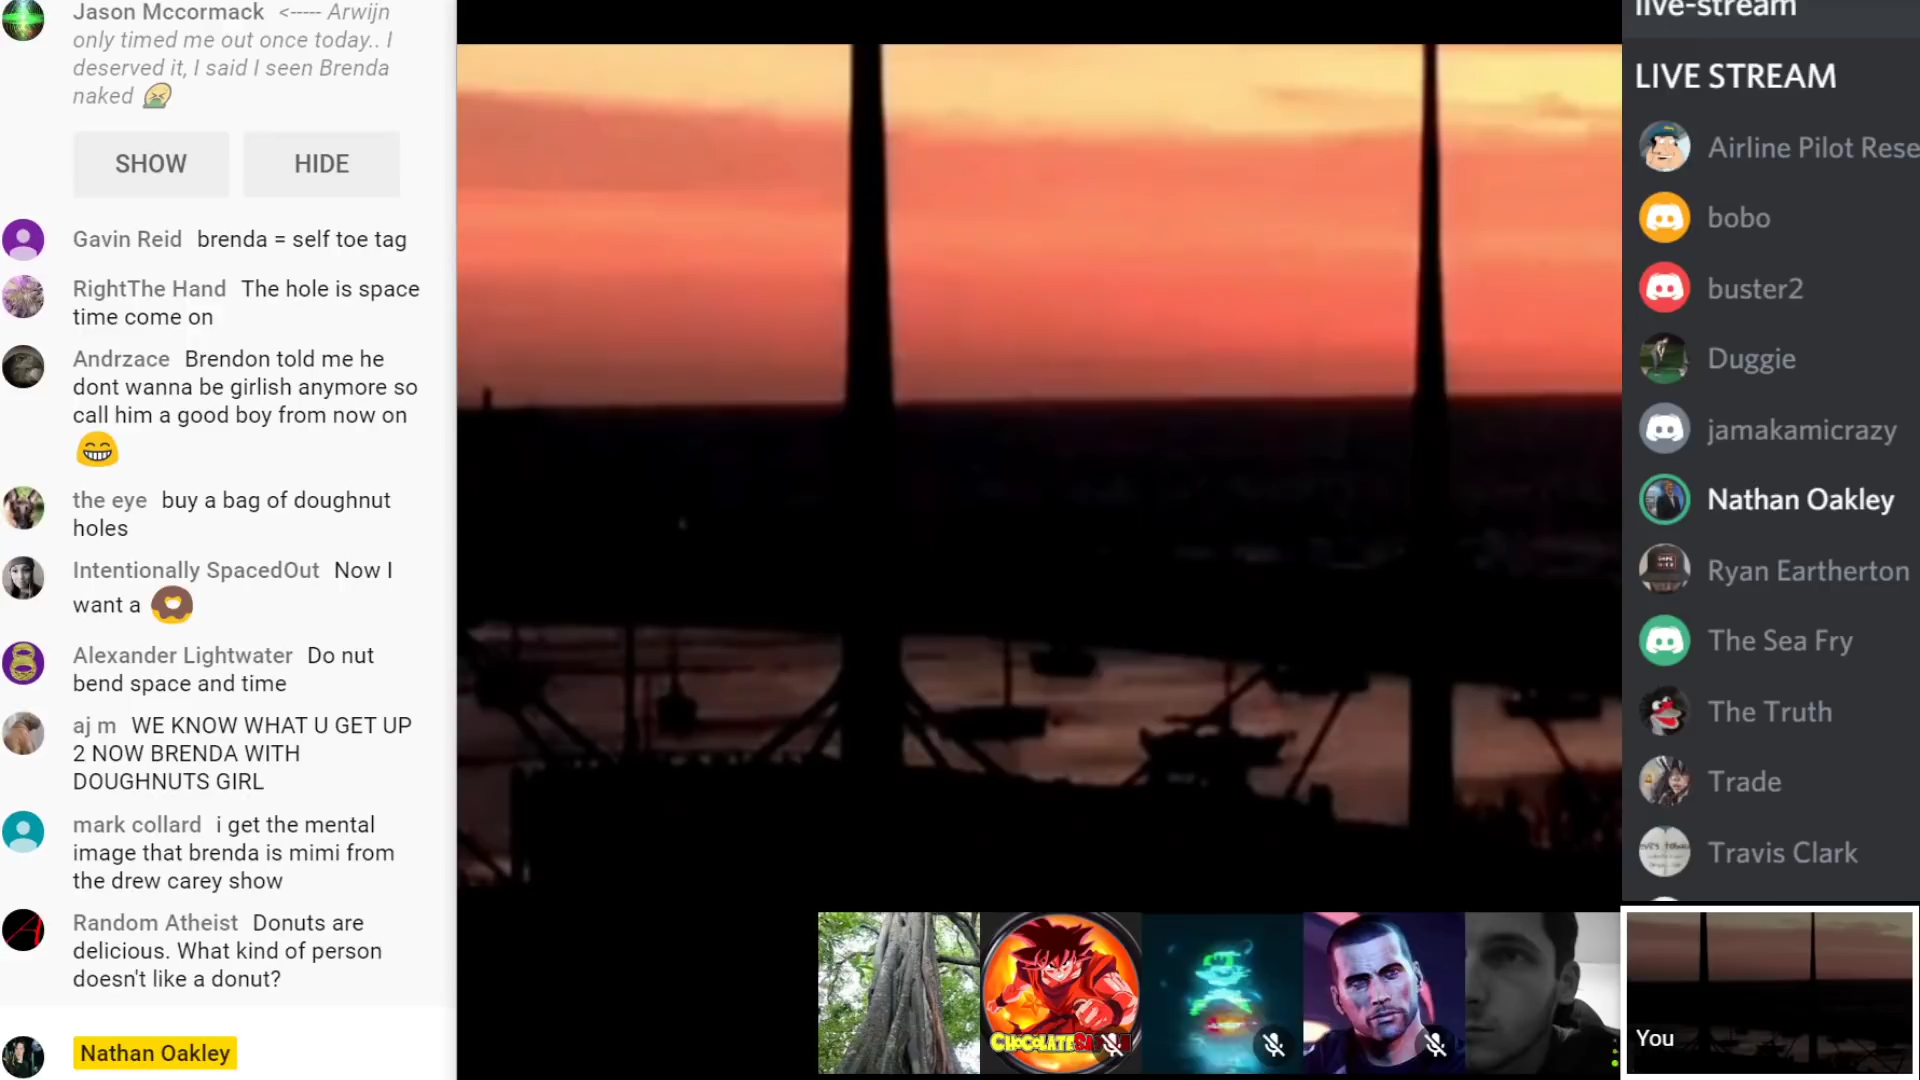 Jason Mccormack <----- Arwijn
only timed me out once today.. I
deserved it, I said I seen Brenda
naked
SHOW HIDE
Gavin Reid brenda = self toe tag
RightThe Hand The hole is space
time come on
Andrzace Brendon told me he
dont wanna be girlish anymore so
call him a good boy from now on
the eye buy a bag of doughnut
holes
Intentionally SpacedOut Now I
want a
Alexander Lightwater Do nut
bend space and time
aj m WE KNOW WHAT U GET UP
2 NOW BRENDA WITH
DOUGHNUTS GIRL
mark collard i get the mental
image that brenda is mimi from
the drew carey show
Random Atheist Donuts are
delicious. What kind of person
doesn't like a donut?
Nathan Oakley
live-stream
LIVE STREAM
Airline Pilot Rese
bobo
buster2
Duggie
jamakamicrazy
Nathan Oakley
Ryan Eartherton
The Sea Fry
The Truth
Trade
Travis Clark
You